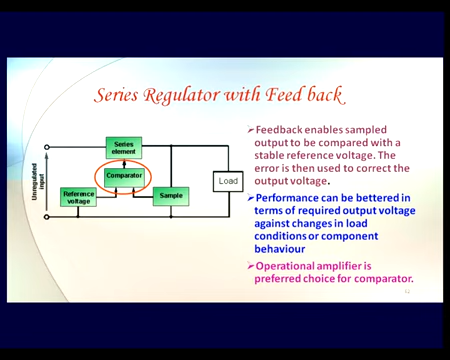 Series Regulator with Feed back
Series
element
Comparator
Reference
voltage
Sample
Load
Unregulated
input
Feedback enables sampled
output to be compared with a
stable reference voltage. The
error is then used to correct the
output voltage.
Performance can be bettered in
terms of required output voltage
against changes in load
conditions or component
behaviour
Operational amplifier is
preferred choice for comparator.